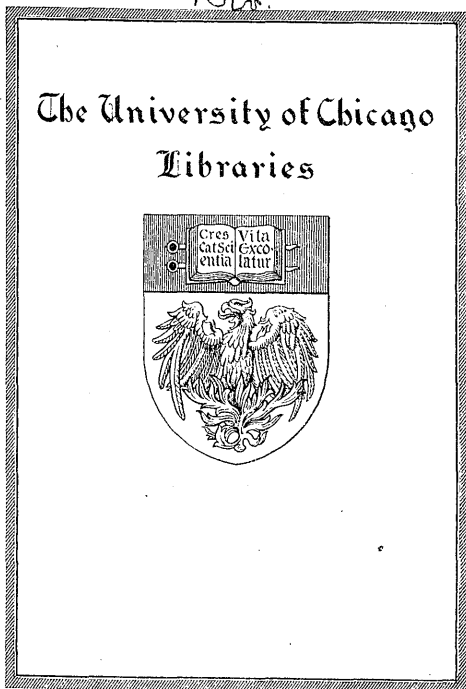 The University of Chicago
Libraries
Cres
Cat Sci
entia
Vita
Exco-
latur